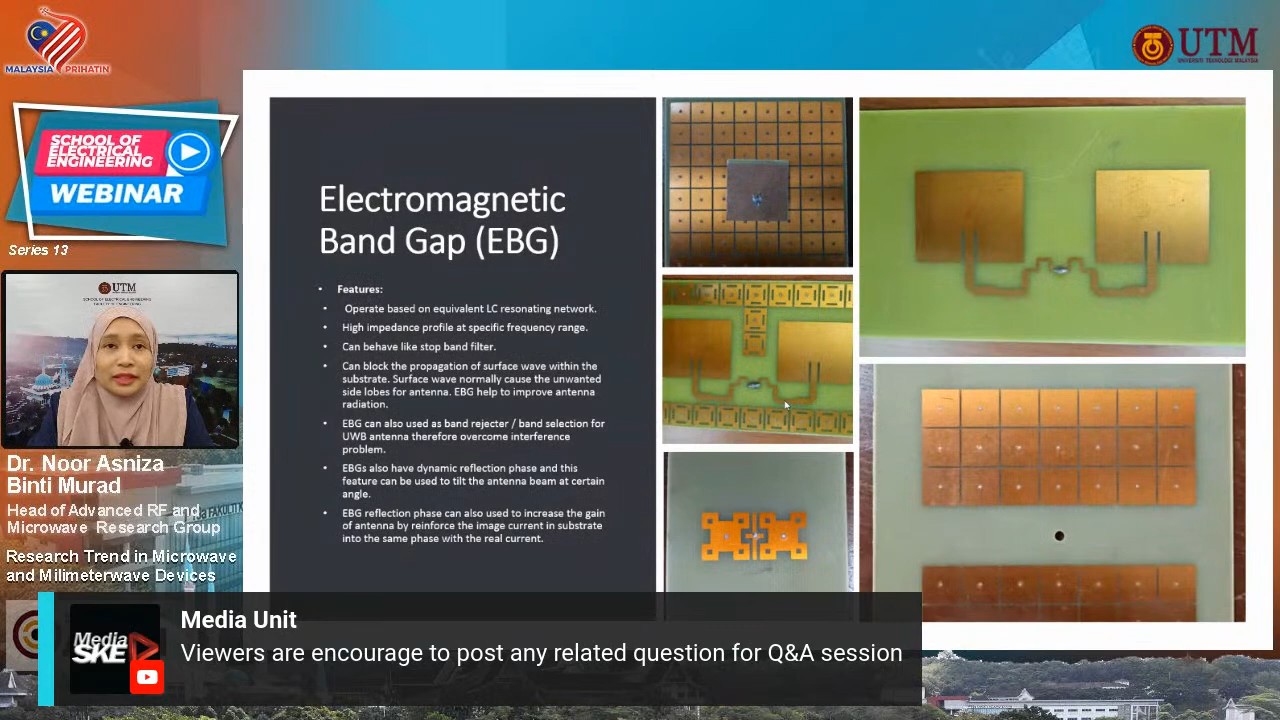 MALAYSIA PRIHATIN
UTM
UNIVERSITI TEKNOLOGI MALAYSIA
SCHOOL OF
ELECTRICAL
ENGINEERING
WEBINAR
Series 13
UTM
SCHOOL OF ELECTRICAL ENGINEERING
Dr. Noor Asniza
Binti Murad
Head of Advanced RF and
Microwave Research Group
Research Trend in Microwave
and Milimeterwave Devices
Electromagnetic
Band Gap (EBG)
• Features:
• Operate based on equivalent LC resonating network.
• High impedance profile at specific frequency range.
• Can behave like stop band filter.
• Can block the propagation of surface wave within the
substrate. Surface wave normally cause the unwanted
side lobes for antenna. EBG help to improve antenna
radiation.
• EBG can also used as band rejecter / band selection for
UWB antenna therefore overcome interference
problem.
• EBGs also have dynamic reflection phase and this
feature can be used to tilt the antenna beam at certain
angle.
• EBG reflection phase can also used to increase the gain
of antenna by reinforce the image current in substrate
into the same phase with the real current.
Media
SKE
Media Unit
Viewers are encourage to post any related question for Q&A session